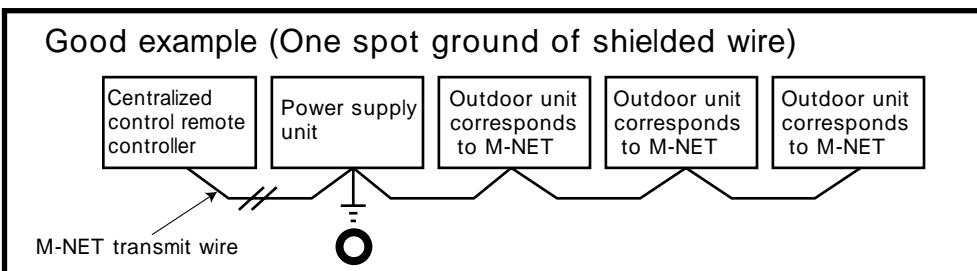 Good example (One spot ground of shielded wire)
Centralized
control remote
controller
Power supply
unit
Outdoor unit
corresponds
to M-NET
Outdoor unit
corresponds
to M-NET
Outdoor unit
corresponds
to M-NET
M-NET transmit wire